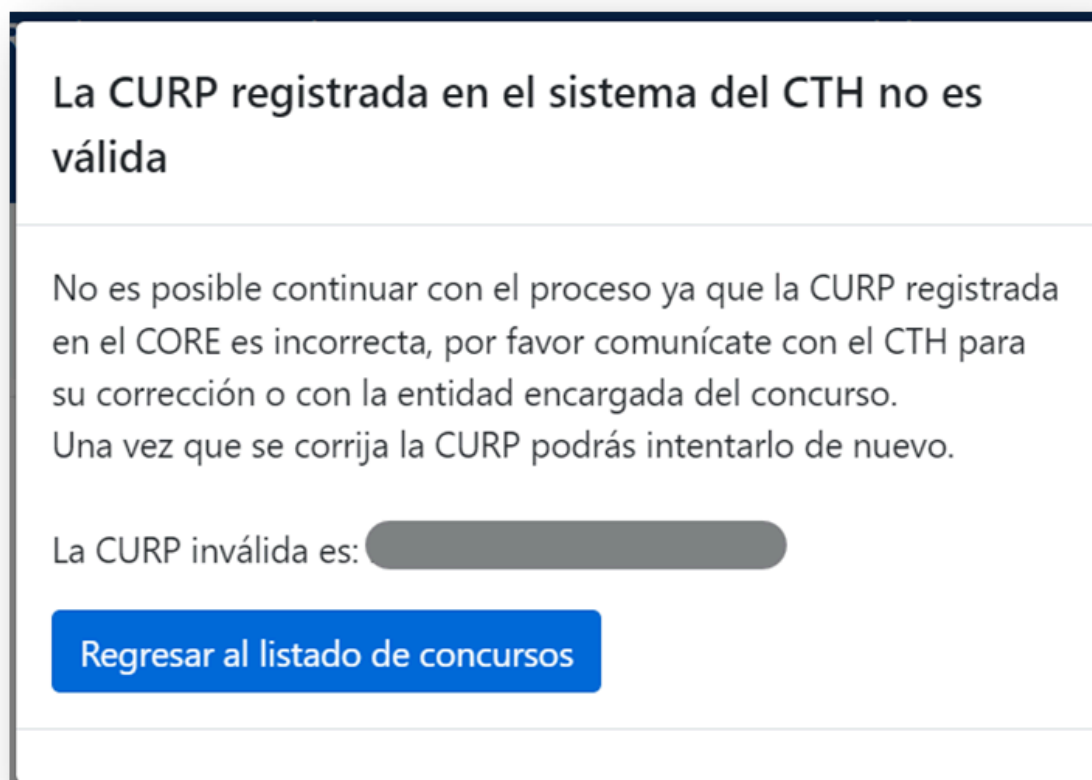 La CURP registrada en el sistema del CTH no es
válida
No es posible continuar con el proceso ya que la CURP registrada
en el CORE es incorrecta, por favor comunícate con el CTH para
su corrección o con la entidad encargada del concurso.
Una vez que se corrija la CURP podrás intentarlo de nuevo.
La CURP inválida es:
Regresar al listado de concursos